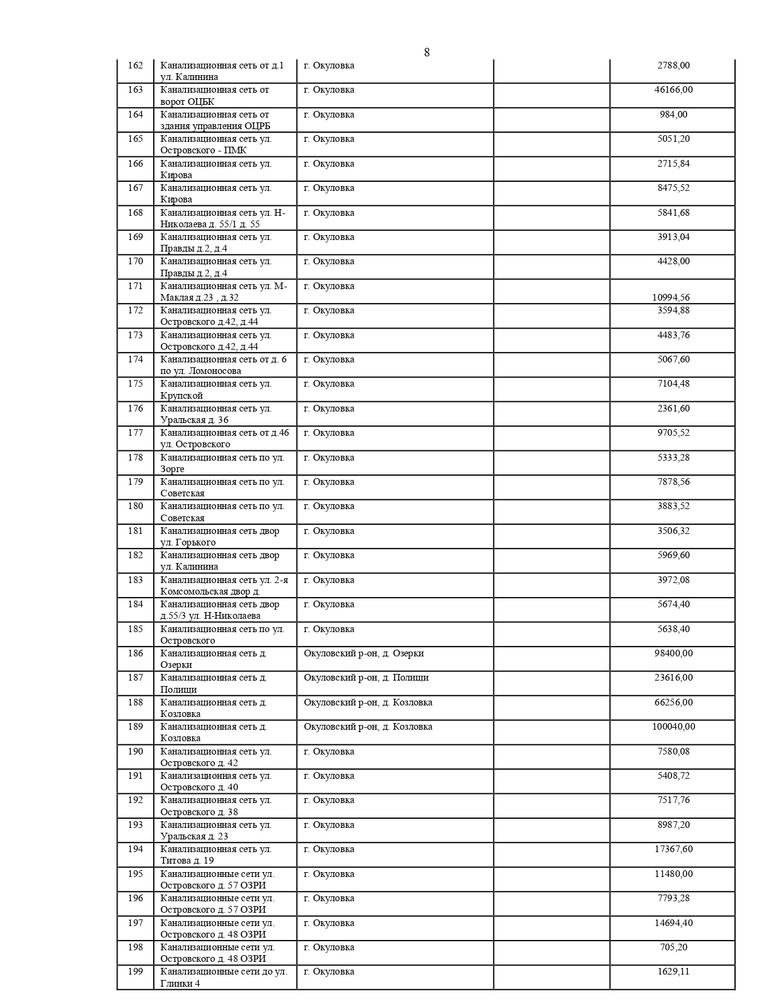 8
162 Канализационная сеть от д.1 г. Окуловка 2788,00
ул. Калинина
163 Канализационная сеть от г. Окуловка 46166,00
ворот ОЦБК
164 Канализационная сеть от г. Окуловка 984,00
здания управления ОЦРБ
165 Канализационная сеть ул. г. Окуловка 5051,20
Островского - ПМК
166 Канализационная сеть ул. г. Окуловка 2715,84
Кирова
167 Канализационная сеть ул. г. Окуловка 8475,52
Кирова
168 Канализационная сеть ул. Н- г. Окуловка 5841,68
Николаева д. 55/1 д. 55
169 Канализационная сеть ул. г. Окуловка 3913,04
Правды д.2, д.4
170 Канализационная сеть ул. г. Окуловка 4428,00
Правды д.2, д.4
171 Канализационная сеть ул. М- г. Окуловка
Маклая д.23 , д.32 10994,56
172 Канализационная сеть ул. г. Окуловка 3594,88
Островского д.42, д.44
173 Канализационная сеть ул. г. Окуловка 4483,76
Островского д.42, д.44
174 Канализационная сеть от д. 6 г. Окуловка 5067,60
по ул. Ломоносова
175 Канализационная сеть ул. г. Окуловка 7104,48
Крупской
176 Канализационная сеть ул. г. Окуловка 2361,60
Уральская д. 36
177 Канализационная сеть от д.46 г. Окуловка 9705,52
ул. Островского
178 Канализационная сеть по ул. г. Окуловка 5333,28
Зорге
179 Канализационная сеть по ул. г. Окуловка 7878,56
Советская
180 Канализационная сеть по ул. г. Окуловка 3883,52
Советская
181 Канализационная сеть двор г. Окуловка 3506,32
ул. Горького
182 Канализационная сеть двор г. Окуловка 5969,60
ул. Калинина
183 Канализационная сеть ул. 2-я г. Окуловка 3972,08
Комсомольская двор д.
184 Канализационная сеть двор г. Окуловка 5674,40
д.55/3 ул. Н-Николаева
185 Канализационная сеть по ул. г. Окуловка 5638,40
Островского
186 Канализационная сеть д. Окуловский р-он, д. Озерки 98400,00
Озерки
187 Канализационная сеть д. Окуловский р-он, д. Полищи 23616,00
Полищи
188 Канализационная сеть д. Окуловский р-он, д. Козловка 66256,00
Козловка
189 Канализационная сеть д. Окуловский р-он, д. Козловка 100040,00
Козловка
190 Канализационная сеть ул. г. Окуловка 7580,08
Островского д. 42
191 Канализационная сеть ул. г. Окуловка 5408,72
Островского д. 40
192 Канализационная сеть ул. г. Окуловка 7517,76
Островского д. 38
193 Канализационная сеть ул. г. Окуловка 8987,20
Уральская д. 23
194 Канализационная сеть ул. г. Окуловка 17367,60
Титова д. 19
195 Канализационные сети ул. г. Окуловка 11480,00
Островского д. 57 ОЗРИ
196 Канализационные сети ул. г. Окуловка 7793,28
Островского д. 57 ОЗРИ
197 Канализационные сети ул. г. Окуловка 14694,40
Островского д. 48 ОЗРИ
198 Канализационные сети ул. г. Окуловка 705,20
Островского д. 48 ОЗРИ
199 Канализационные сети до ул. г. Окуловка 1629,11
Глинки 4